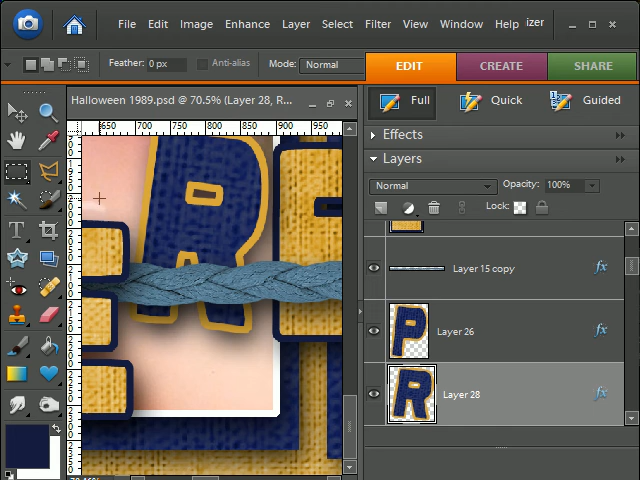 File Edit Image Enhance Layer Select Filter View Window Help izer
Feather: 0 px Anti-alias Mode: Normal
EDIT CREATE SHARE
Halloween 1989.psd @ 70.5% (Layer 28, R...
Full Quick Guided
650 700 750 800 850 900 950
Effects
Layers
Normal Opacity: 100%
Lock:
Layer 15 copy fx
Layer 26 fx
Layer 28 fx
P
R
R
T